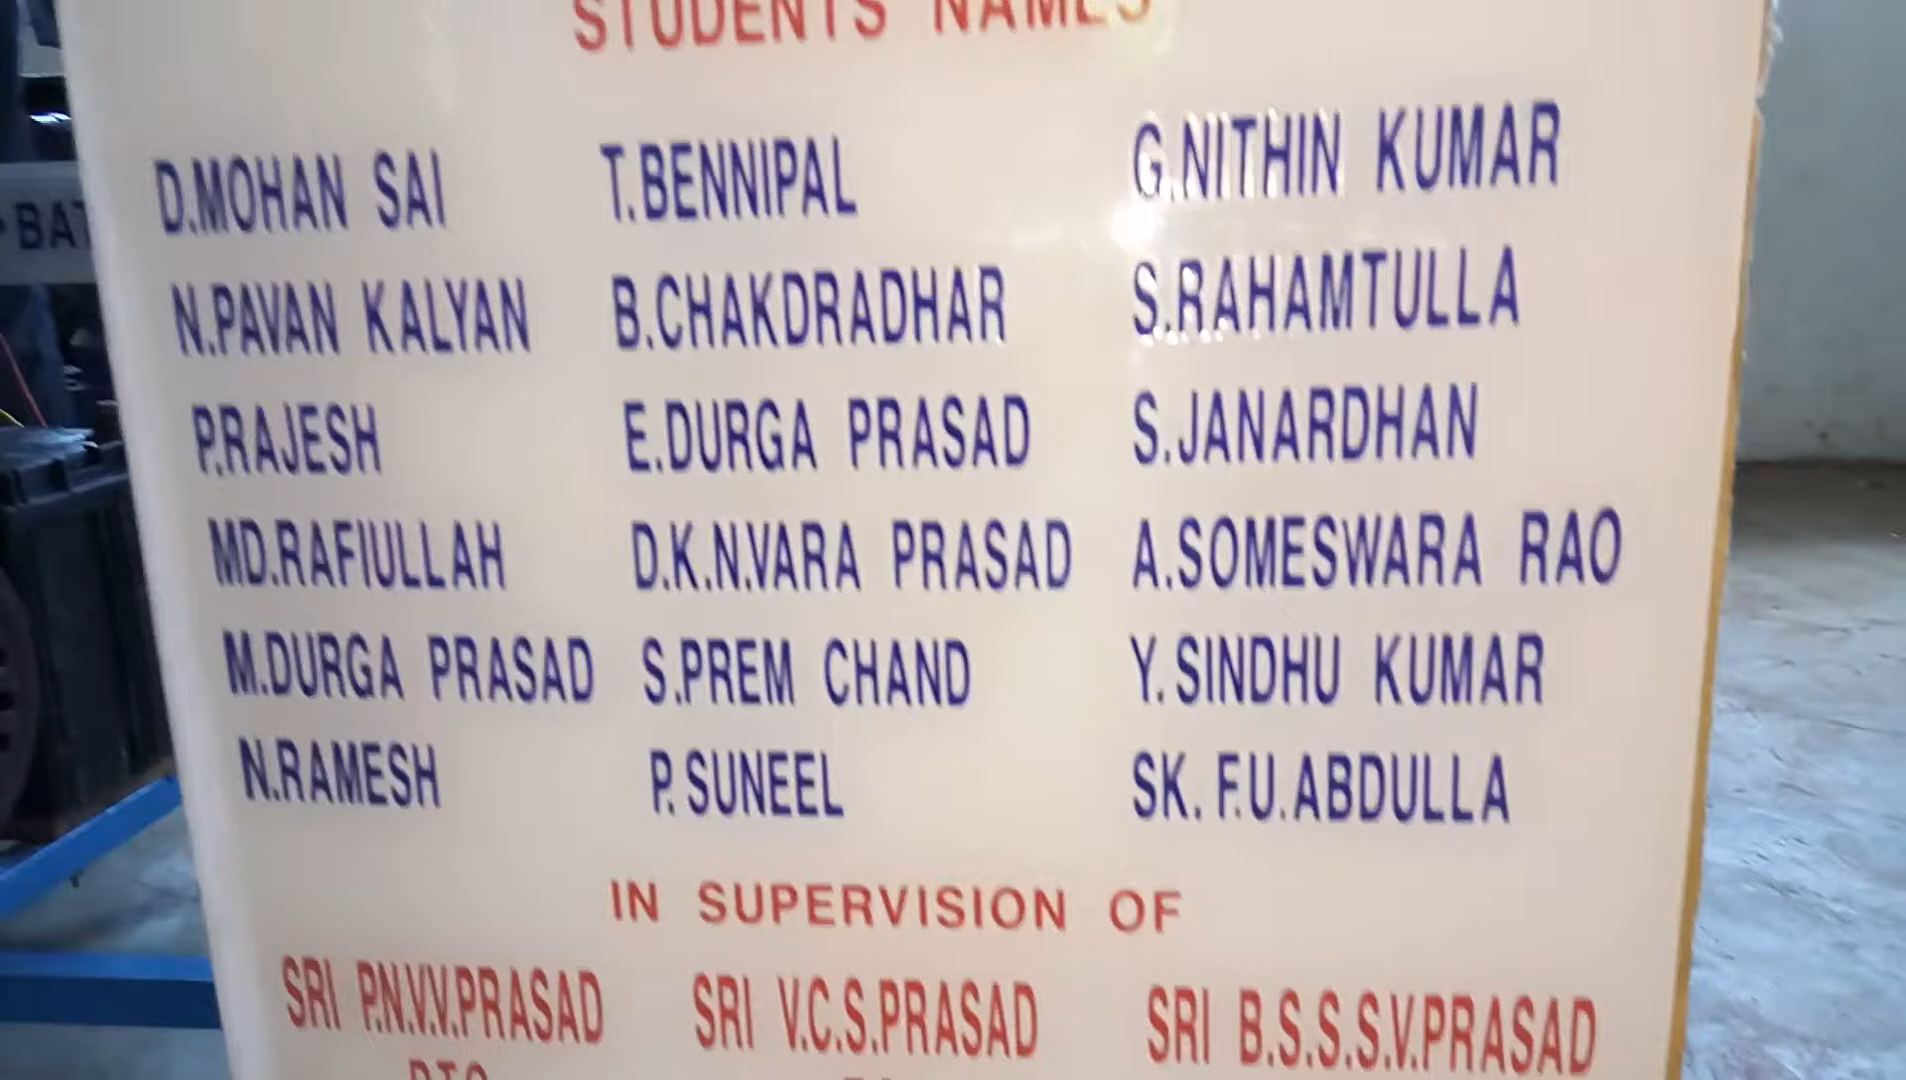 STUDENTS NAMES
D.MOHAN SAI T.BENNIPAL G.NITHIN KUMAR
N.PAVAN KALYAN B.CHAKDRADHAR S.RAHAMTULLA
P.RAJESH E.DURGA PRASAD S.JANARDHAN
MD.RAFIULLAH D.K.N.VARA PRASAD A.SOMESWARA RAO
M.DURGA PRASAD S.PREM CHAND Y.SINDHU KUMAR
N.RAMESH P.SUNEEL SK.F.U.ABDULLA
IN SUPERVISION OF
SRI P.N.V.V.PRASAD SRI V.C.S.PRASAD SRI B.S.S.S.V.PRASAD